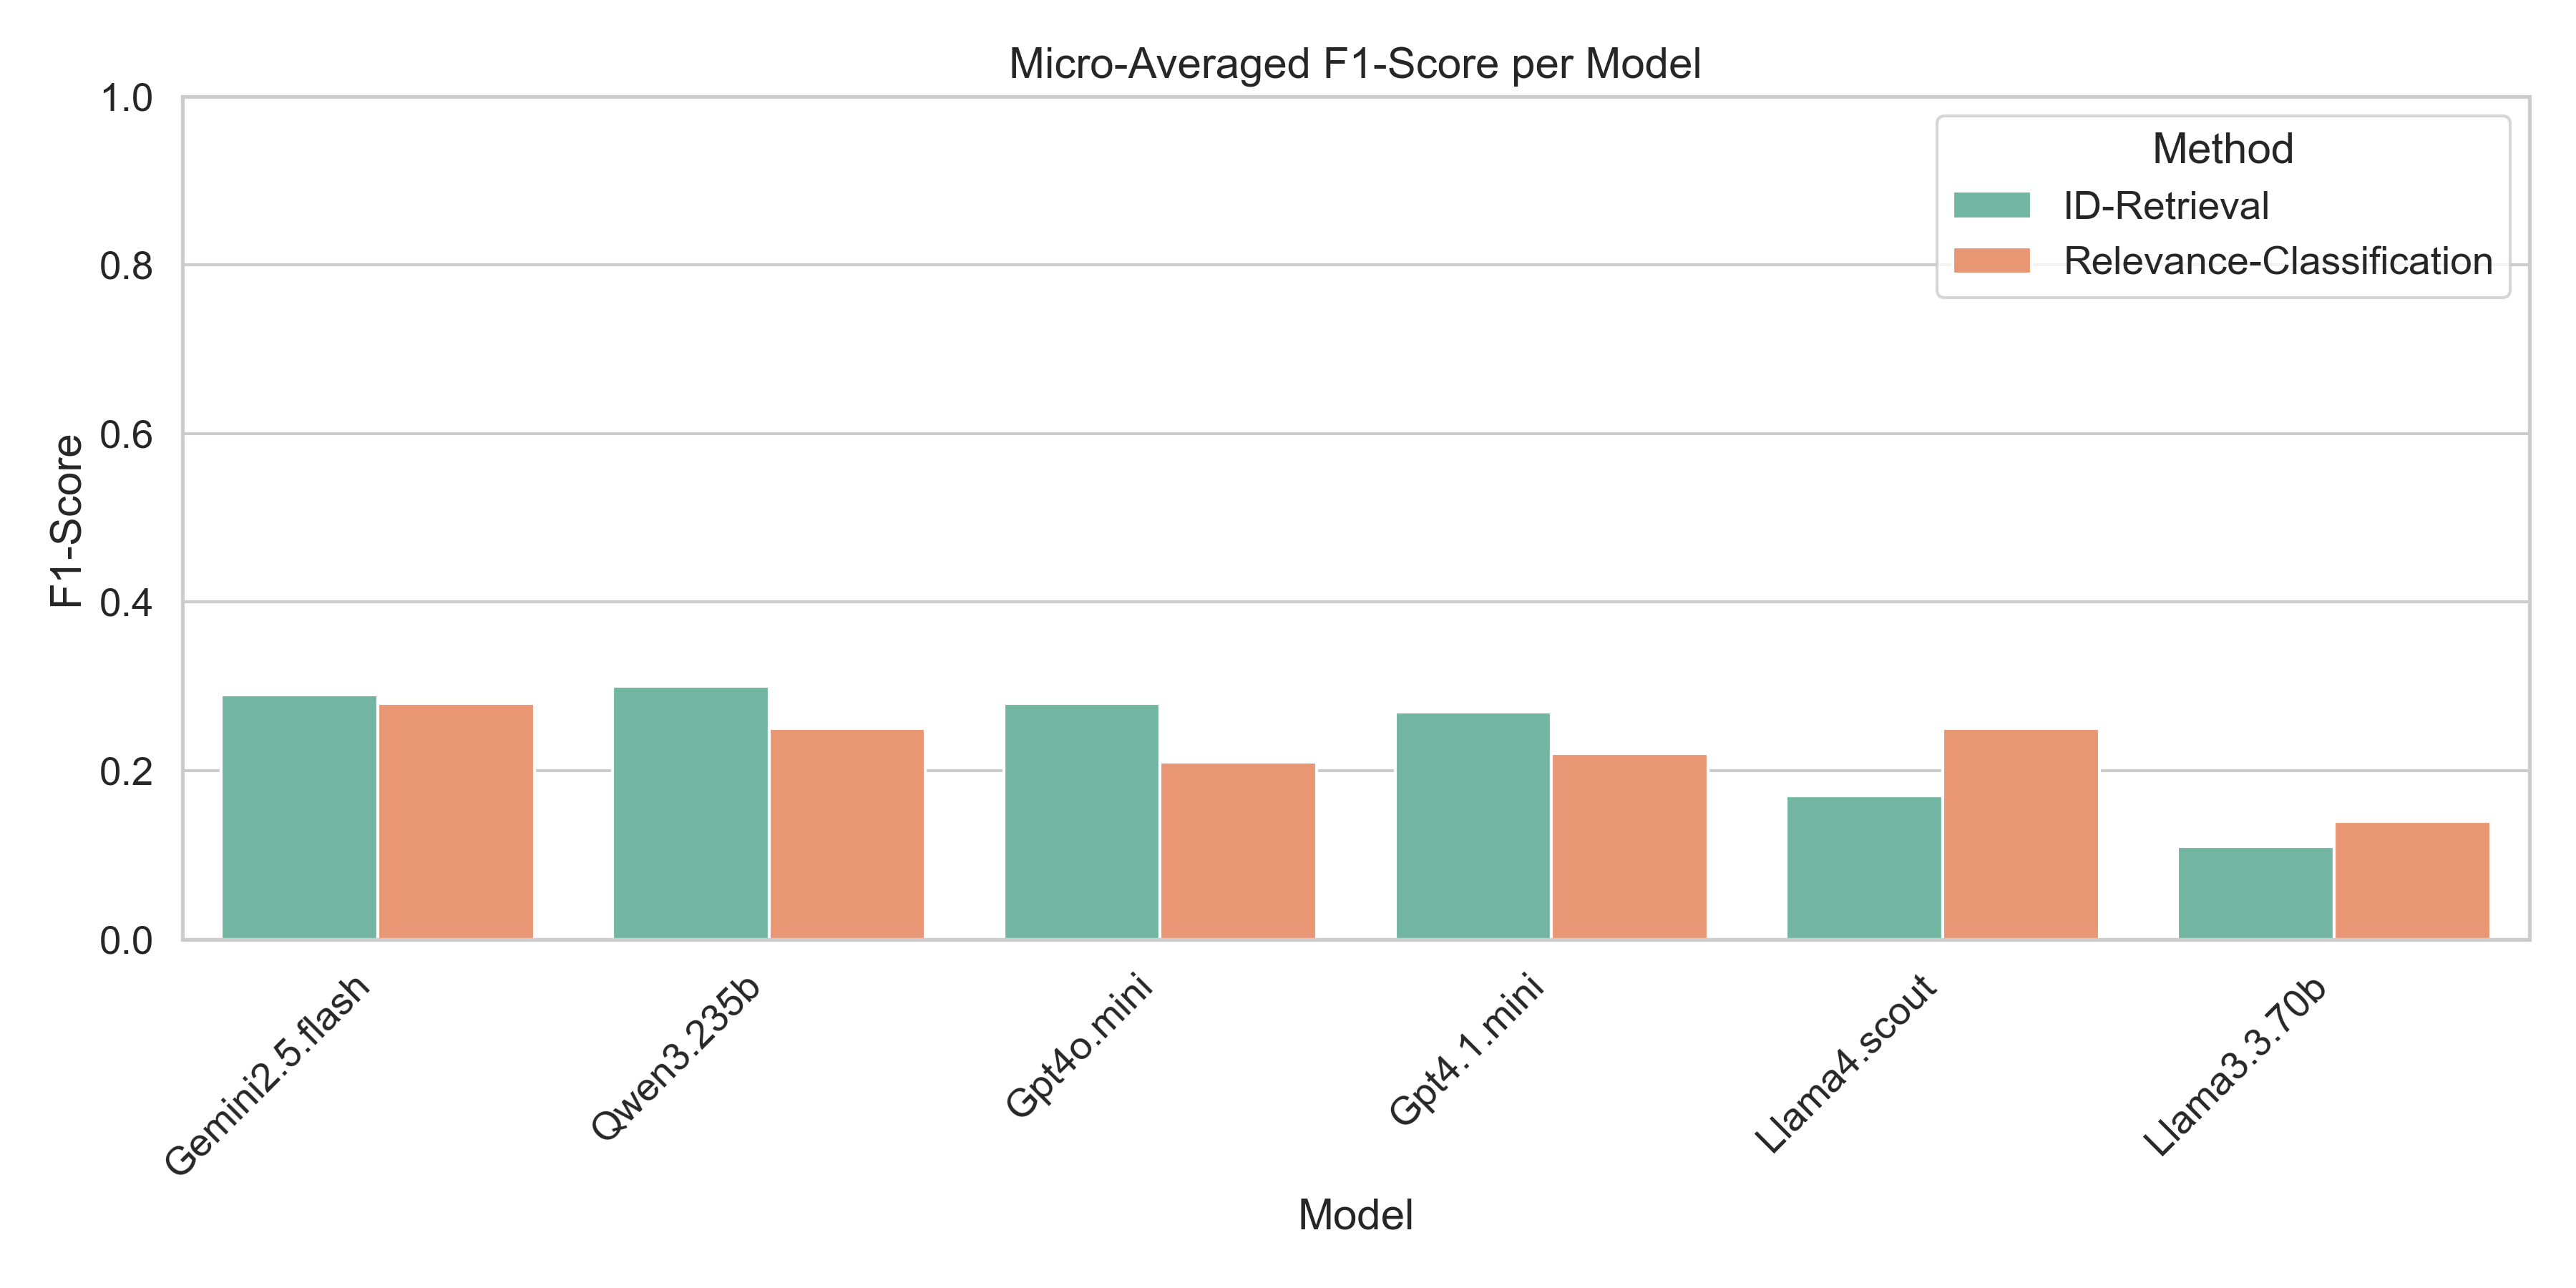 Micro-Averaged F1-Score per Model
1.0
0.8
0.6
0.4
0.2
0.0
F1-Score
Method
ID-Retrieval
Relevance-Classification
Gemini2.5.flash
Qwen3.235b
Gpt4o.mini
Gpt4.1.mini
Llama4.scout
Llama3.3.70b
Model